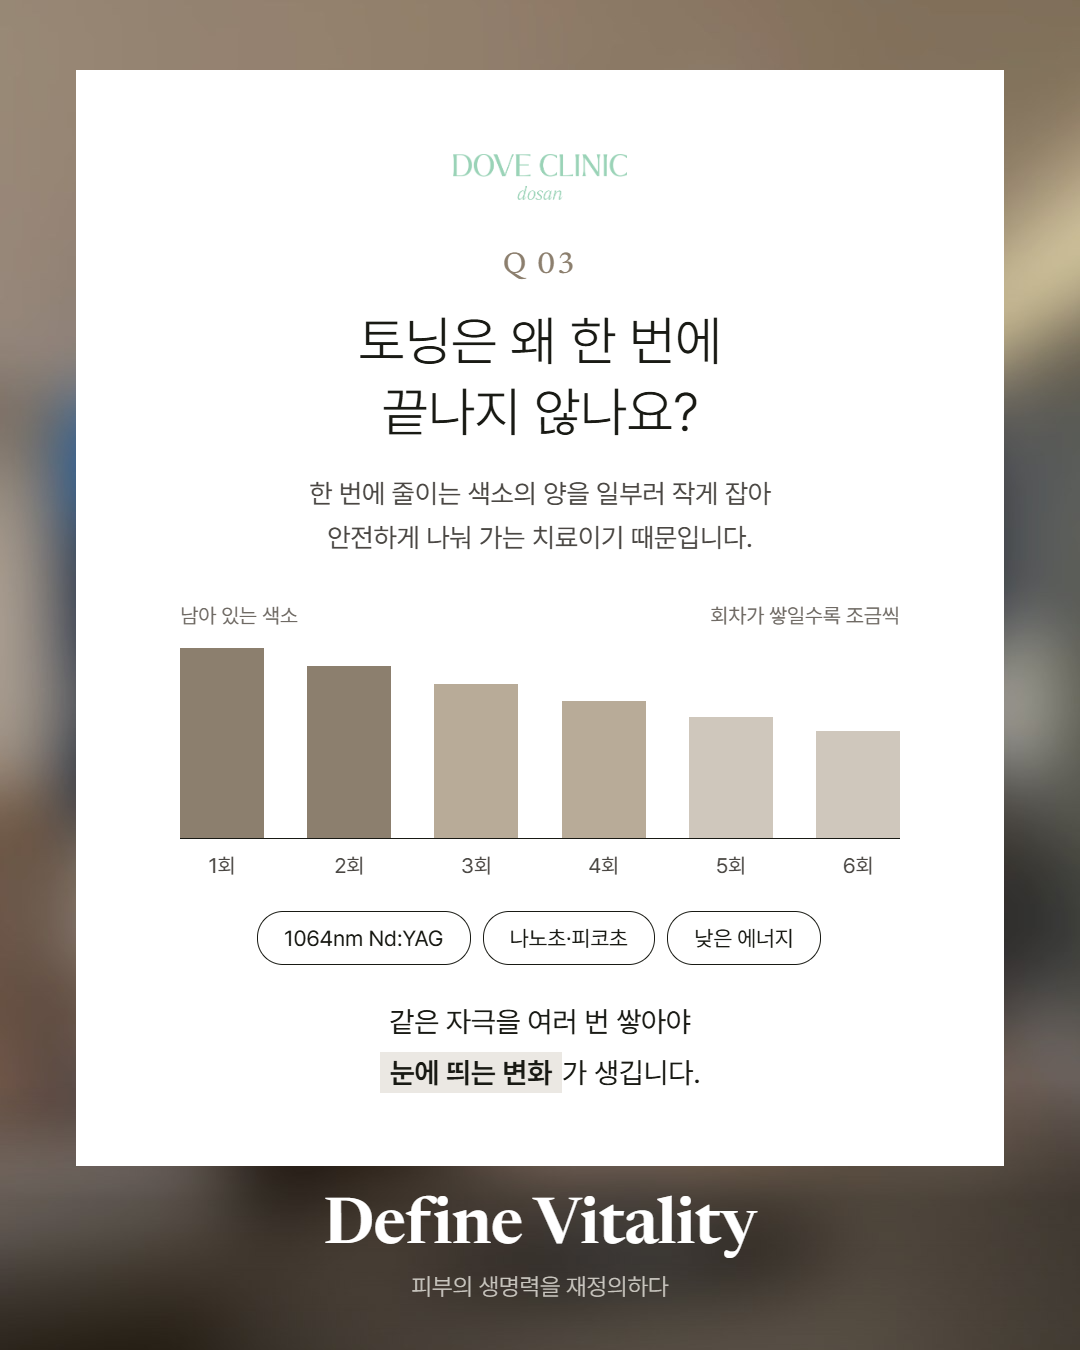 DOVE CLINIC
dosan
Q 03
토닝은 왜 한 번에
끝나지 않나요?
한 번에 줄이는 색소의 양을 일부러 작게 잡아
안전하게 나눠 가는 치료이기 때문입니다.
남아 있는 색소
회차가 쌓일수록 조금씩
1회
2회
3회
4회
5회
6회
1064nm Nd:YAG
나노초·피코초
낮은 에너지
같은 자극을 여러 번 쌓아야
눈에 띄는 변화가 생깁니다.
Define Vitality
피부의 생명력을 재정의하다